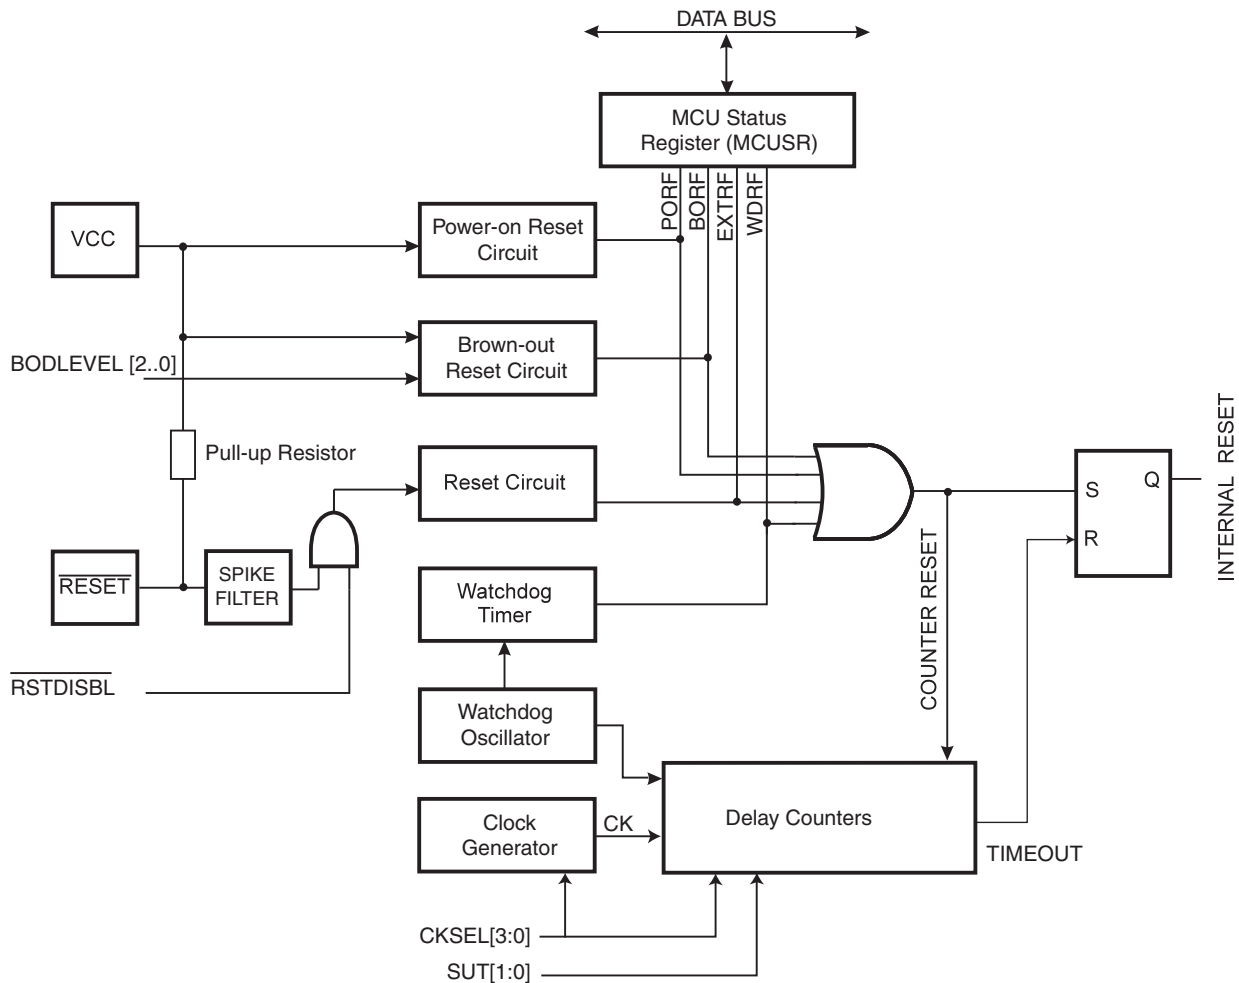 DATA BUS
MCU Status
Register (MCUSR)
PORF
BORF
EXTRF
WDRF
VCC
Power-on Reset
Circuit
BODLEVEL [2..0]
Brown-out
Reset Circuit
Pull-up Resistor
Reset Circuit
S
Q
R
INTERNAL RESET
RESET
SPIKE
FILTER
Watchdog
Timer
COUNTER RESET
RSTDISBL
Watchdog
Oscillator
Clock
Generator
CK
Delay Counters
TIMEOUT
CKSEL[3:0]
SUT[1:0]